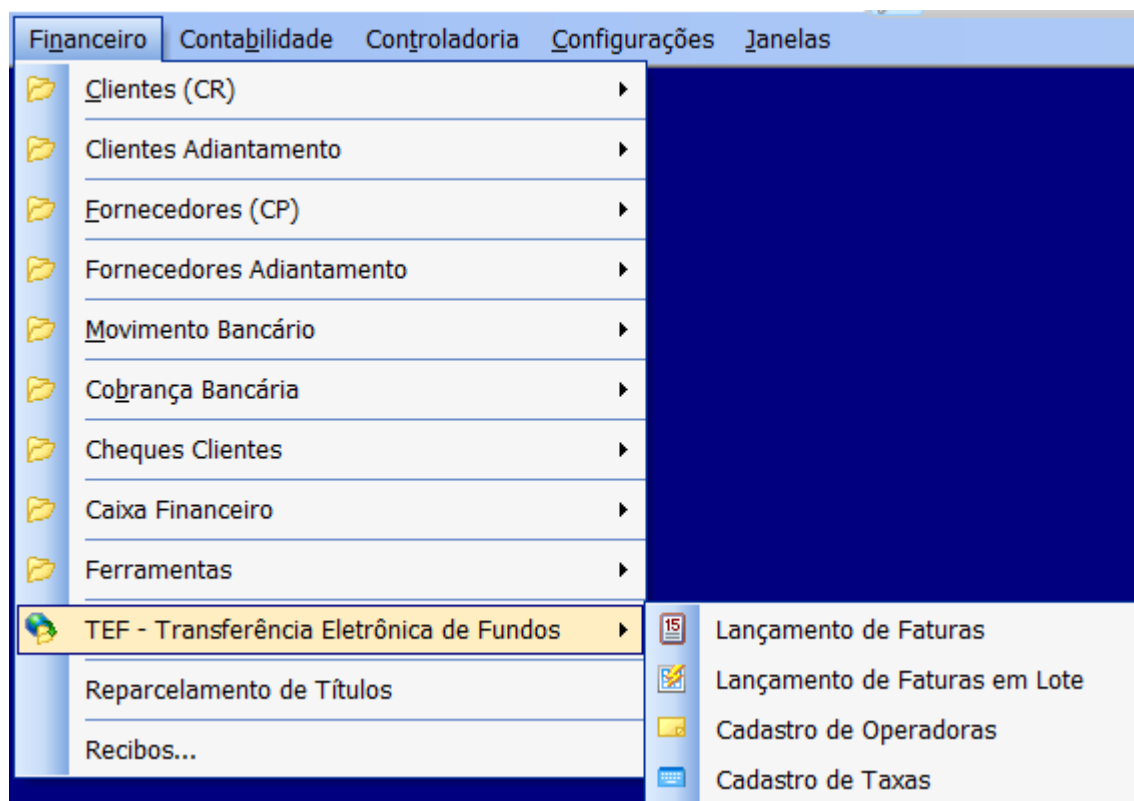 Financeiro Contabilidade Controladoria Configurações Janelas
Clientes (CR)
Clientes Adiantamento
Fornecedores (CP)
Fornecedores Adiantamento
Movimento Bancário
Cobrança Bancária
Cheques Clientes
Caixa Financeiro
Ferramentas
TEF - Transferência Eletrônica de Fundos
Reparcelamento de Títulos
Recibos...
15 Lançamento de Faturas
Lançamento de Faturas em Lote
Cadastro de Operadoras
Cadastro de Taxas